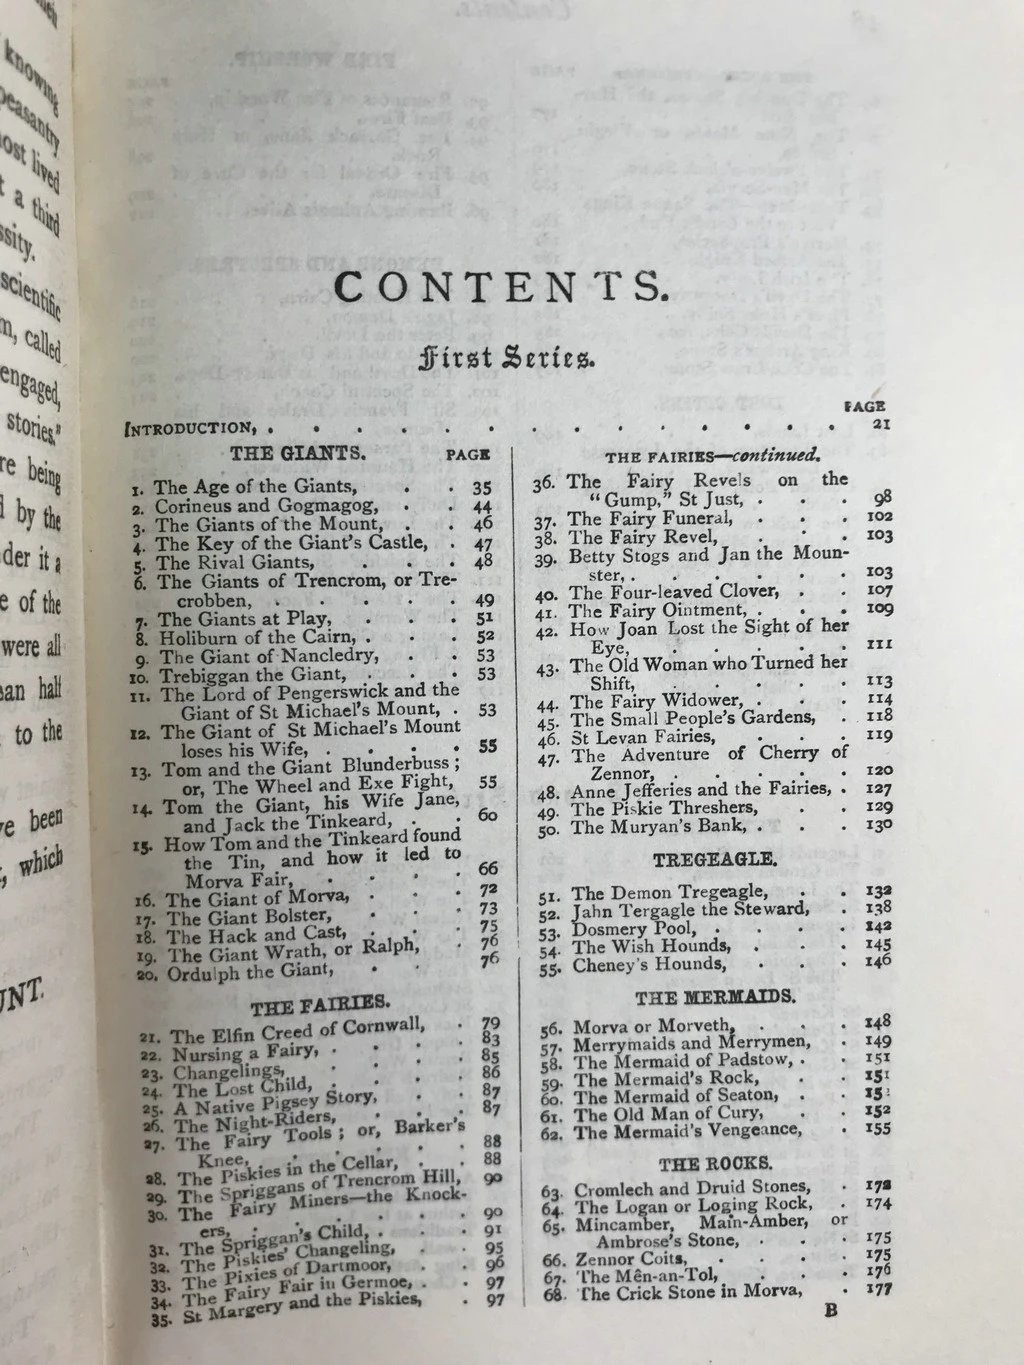 knowing
peasantry
lived
a third
scientific
called
engaged,
stories."
being
by the
it a
of the
were all
half
to the
been
which
CONTENTS.
First Series.
PAGE
INTRODUCTION, . . . . . . . . . . . . . 21
THE GIANTS. PAGE
1. The Age of the Giants, . . 35
2. Corineus and Gogmagog, . . 44
3. The Giants of the Mount, . . 46
4. The Key of the Giant's Castle, . 47
5. The Rival Giants, . . . 48
6. The Giants of Trencrom, or Tre-
crobben, . . . . . 49
7. The Giants at Play, . . . 51
8. Holiburn of the Cairn, . . . 52
9. The Giant of Nancledry, . . 53
10. Trebiggan the Giant, . . . 53
11. The Lord of Pengerswick and the
Giant of St Michael's Mount, . 53
12. The Giant of St Michael's Mount
loses his Wife, . . . . 55
13. Tom and the Giant Blunderbuss;
or, The Wheel and Exe Fight, 55
14. Tom the Giant, his Wife Jane,
and Jack the Tinkeard, . . 60
15. How Tom and the Tinkeard found
the Tin, and how it led to
Morva Fair, . . . . 66
16. The Giant of Morva, . . . 72
17. The Giant Bolster, . . . 73
18. The Hack and Cast, . . . 75
19. The Giant Wrath, or Ralph, . 76
20. Ordulph the Giant, . . 76
THE FAIRIES.
21. The Elfin Creed of Cornwall, . 79
22. Nursing a Fairy, . . . . 83
23. Changelings, . . . . 85
24. The Lost Child, . . . . 86
25. A Native Pigsey Story, . . . 87
26. The Night-Riders, . . . 87
27. The Fairy Tools; or, Barker's
Knee, . . . . . 88
28. The Piskies in the Cellar, . . 88
29. The Spriggans of Trencrom Hill, 90
30. The Fairy Miners—the Knock-
ers, . . . . . 90
31. The Spriggan's Child, . . . 91
32. The Piskies' Changeling, . . 95
33. The Pixies of Dartmoor, . . 96
34. The Fairy Fair in Germoe, . . 97
35. St Margery and the Piskies, . 97
THE FAIRIES—continued.
36. The Fairy Revels on the
"Gump," St Just, . . . 98
37. The Fairy Funeral, . . . 102
38. The Fairy Revel, . . . 103
39. Betty Stogs and Jan the Moun-
ster, . . . . . . 103
40. The Four-leaved Clover, . . 107
41. The Fairy Ointment, . . . 109
42. How Joan Lost the Sight of her
Eye, . . . . . 111
43. The Old Woman who Turned her
Shift, . . . . . 113
44. The Fairy Widower, . . . 114
45. The Small People's Gardens, . 118
46. St Levan Fairies, . . . 119
47. The Adventure of Cherry of
Zennor, . . . . . 120
48. Anne Jefferies and the Fairies, . 127
49. The Piskie Threshers, . . 129
50. The Muryan's Bank, . . . 130
TREGEAGLE.
51. The Demon Tregeagle, . . 132
52. Jahn Tergagle the Steward, . 138
53. Dosmery Pool, . . . . 142
54. The Wish Hounds, . . . 145
55. Cheney's Hounds, . . . 146
THE MERMAIDS.
56. Morva or Morveth, . . . 148
57. Merrymaids and Merrymen, . 149
58. The Mermaid of Padstow, . . 151
59. The Mermaid's Rock, . . 151
60. The Mermaid of Seaton, . . 151
61. The Old Man of Cury, . . 152
62. The Mermaid's Vengeance, . 155
THE ROCKS.
63. Cromlech and Druid Stones, . 172
64. The Logan or Loging Rock, . 174
65. Mincamber, Main-Amber, or
Ambrose's Stone, . . . 175
66. Zennor Coits, . . . . 175
67. The Mên-an-Tol, . . . 176
68. The Crick Stone in Morva, . 177
B